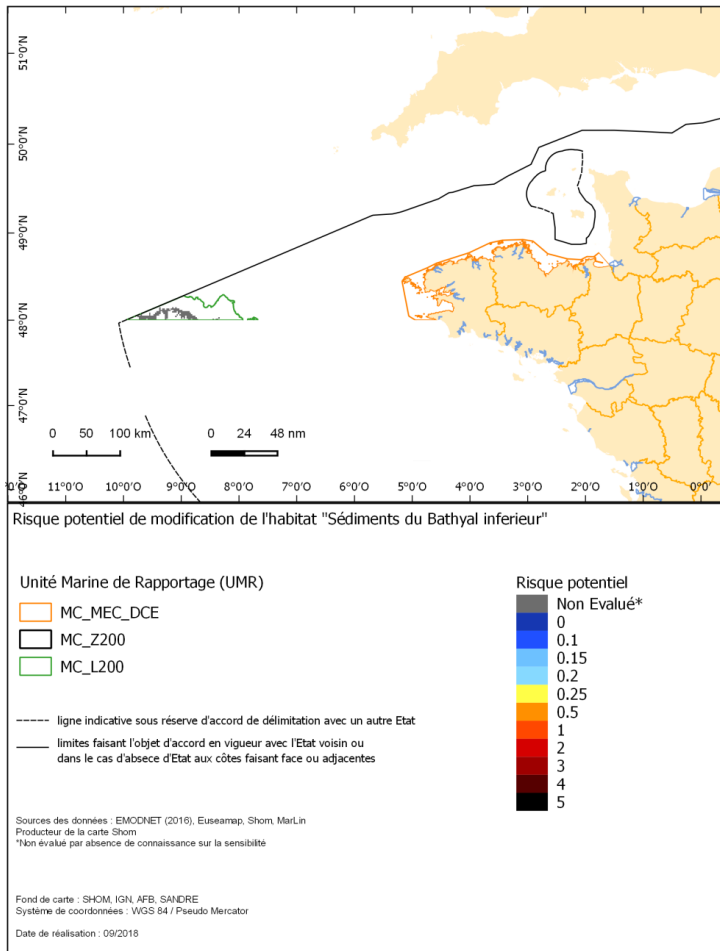 51°0'N
50°0'N
49°0'N
48°0'N
47°0'N
46°0'N
0 50 100 km
0 24 48 nm
0'O 11°0'O 10°0'O 9°0'O 8°0'O 7°0'O 6°0'O 5°0'O 4°0'O 3°0'O 2°0'O 1°0'O 0°0'
Risque potentiel de modification de l'habitat "Sédiments du Bathyal inferieur"
Unité Marine de Rapportage (UMR)
MC_MEC_DCE
MC_Z200
MC_L200
ligne indicative sous réserve d'accord de délimitation avec un autre Etat
limites faisant l'objet d'accord en vigueur avec l'Etat voisin ou
dans le cas d'absece d'Etat aux côtes faisant face ou adjacentes
Risque potentiel
Non Evalué*
0
0.1
0.15
0.2
0.25
0.5
1
2
3
4
5
Sources des données : EMODNET (2016), Euseamap, Shom, MarLin
Producteur de la carte Shom
*Non évalué par absence de connaissance sur la sensibilité
Fond de carte : SHOM, IGN, AFB, SANDRE
Système de coordonnées : WGS 84 / Pseudo Mercator
Date de réalisation : 09/2018